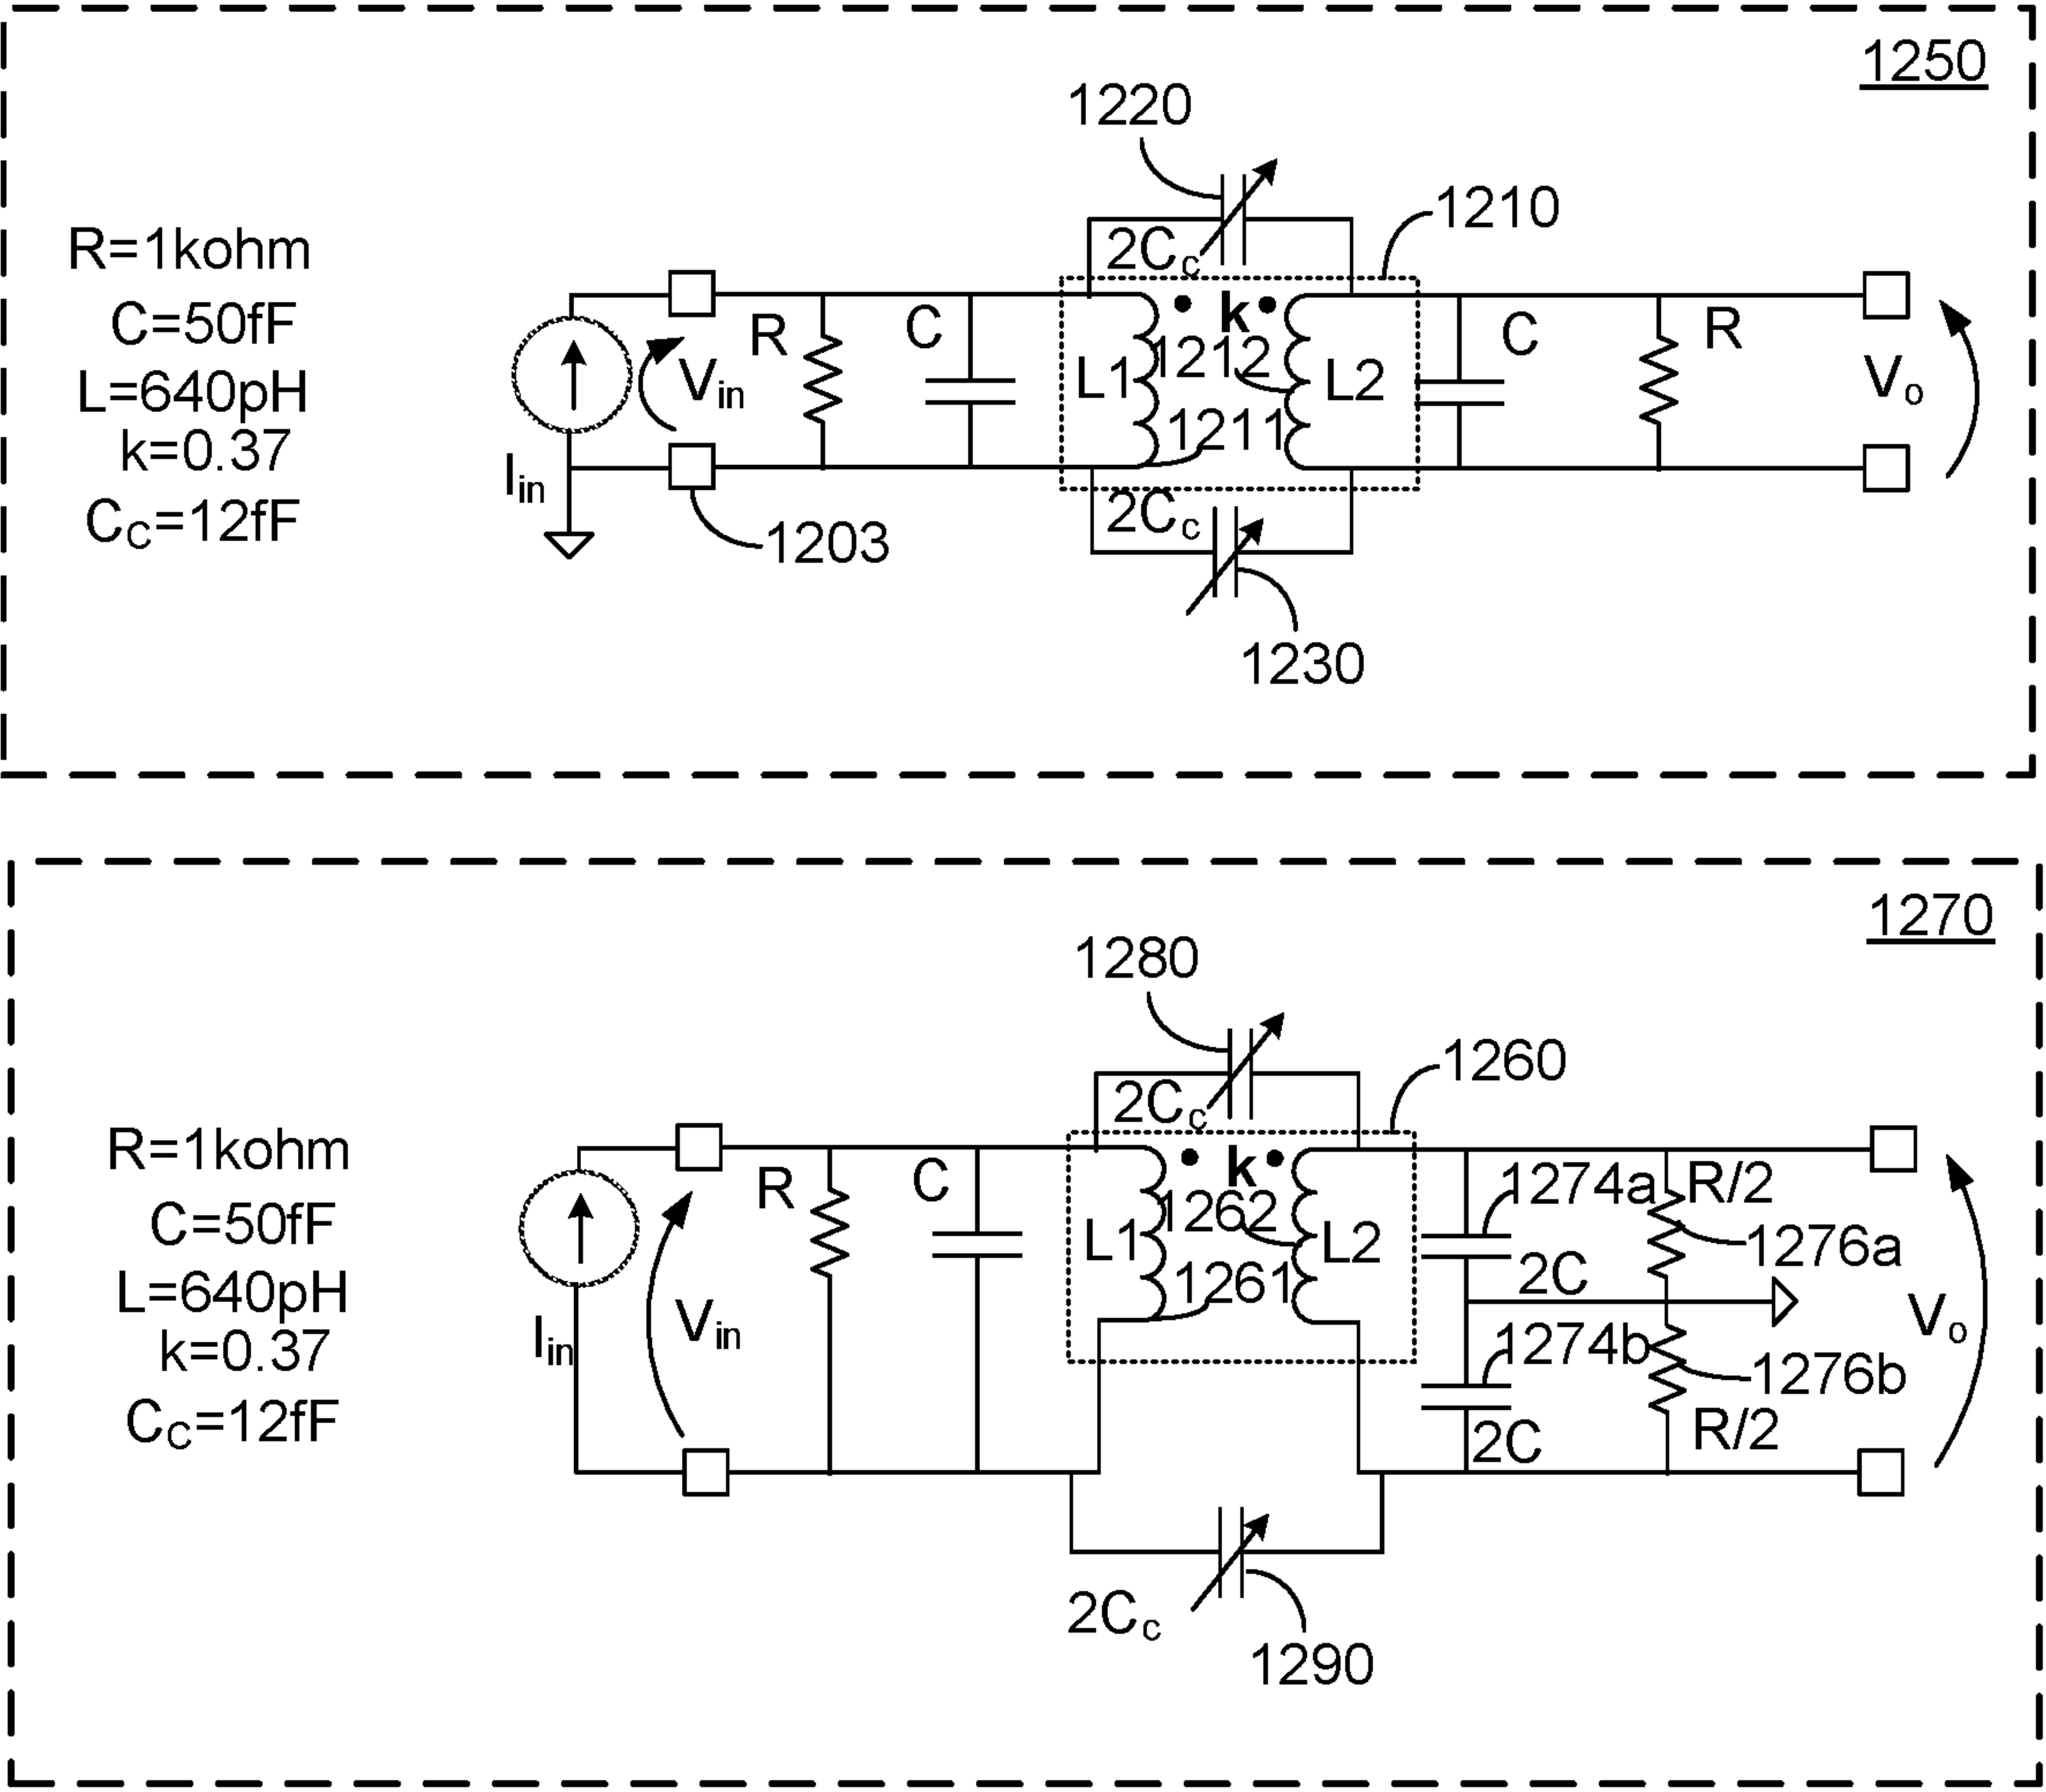 1250
1220
1210
R=1kohm
C=50fF
L=640pH
k=0.37
CC=12fF
2Cc
k
R
C
Vin
L1
1212
L2
1211
C
R
Vo
Iin
2Cc
1203
1230
1270
1280
1260
R=1kohm
C=50fF
L=640pH
k=0.37
CC=12fF
2Cc
k
R
C
L1
1262
L2
1261
1274a
R/2
1276a
2C
Vin
Iin
1274b
1276b
Vo
2C
R/2
2Cc
1290